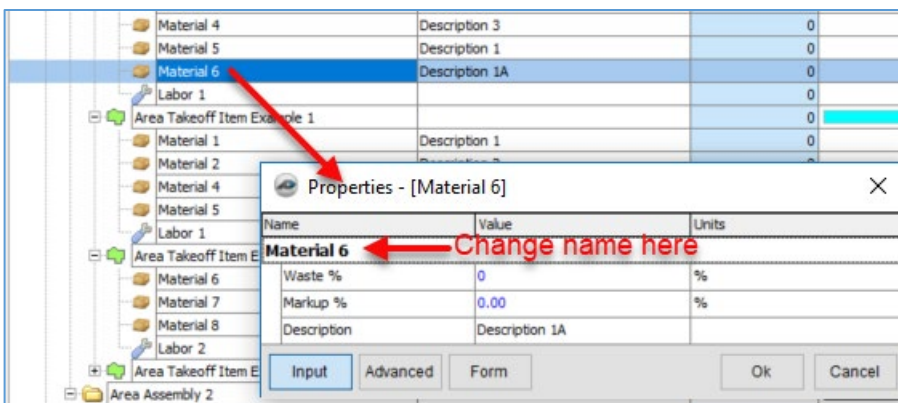 Material 4 Description 3 0
Material 5 Description 1 0
Material 6 Description 1A 0
Labor 1 0
Area Takeoff Item Example 1 0
Material 1 Description 1 0
Material 2 0
Material 4
Material 5
Labor 1
Area Takeoff Item E
Material 6
Material 7
Material 8
Labor 2
Area Takeoff Item E
Area Assembly 2
Properties - [Material 6]
Name Value Units
Material 6 Change name here
Waste % 0 %
Markup % 0.00 %
Description Description 1A
Input Advanced Form Ok Cancel